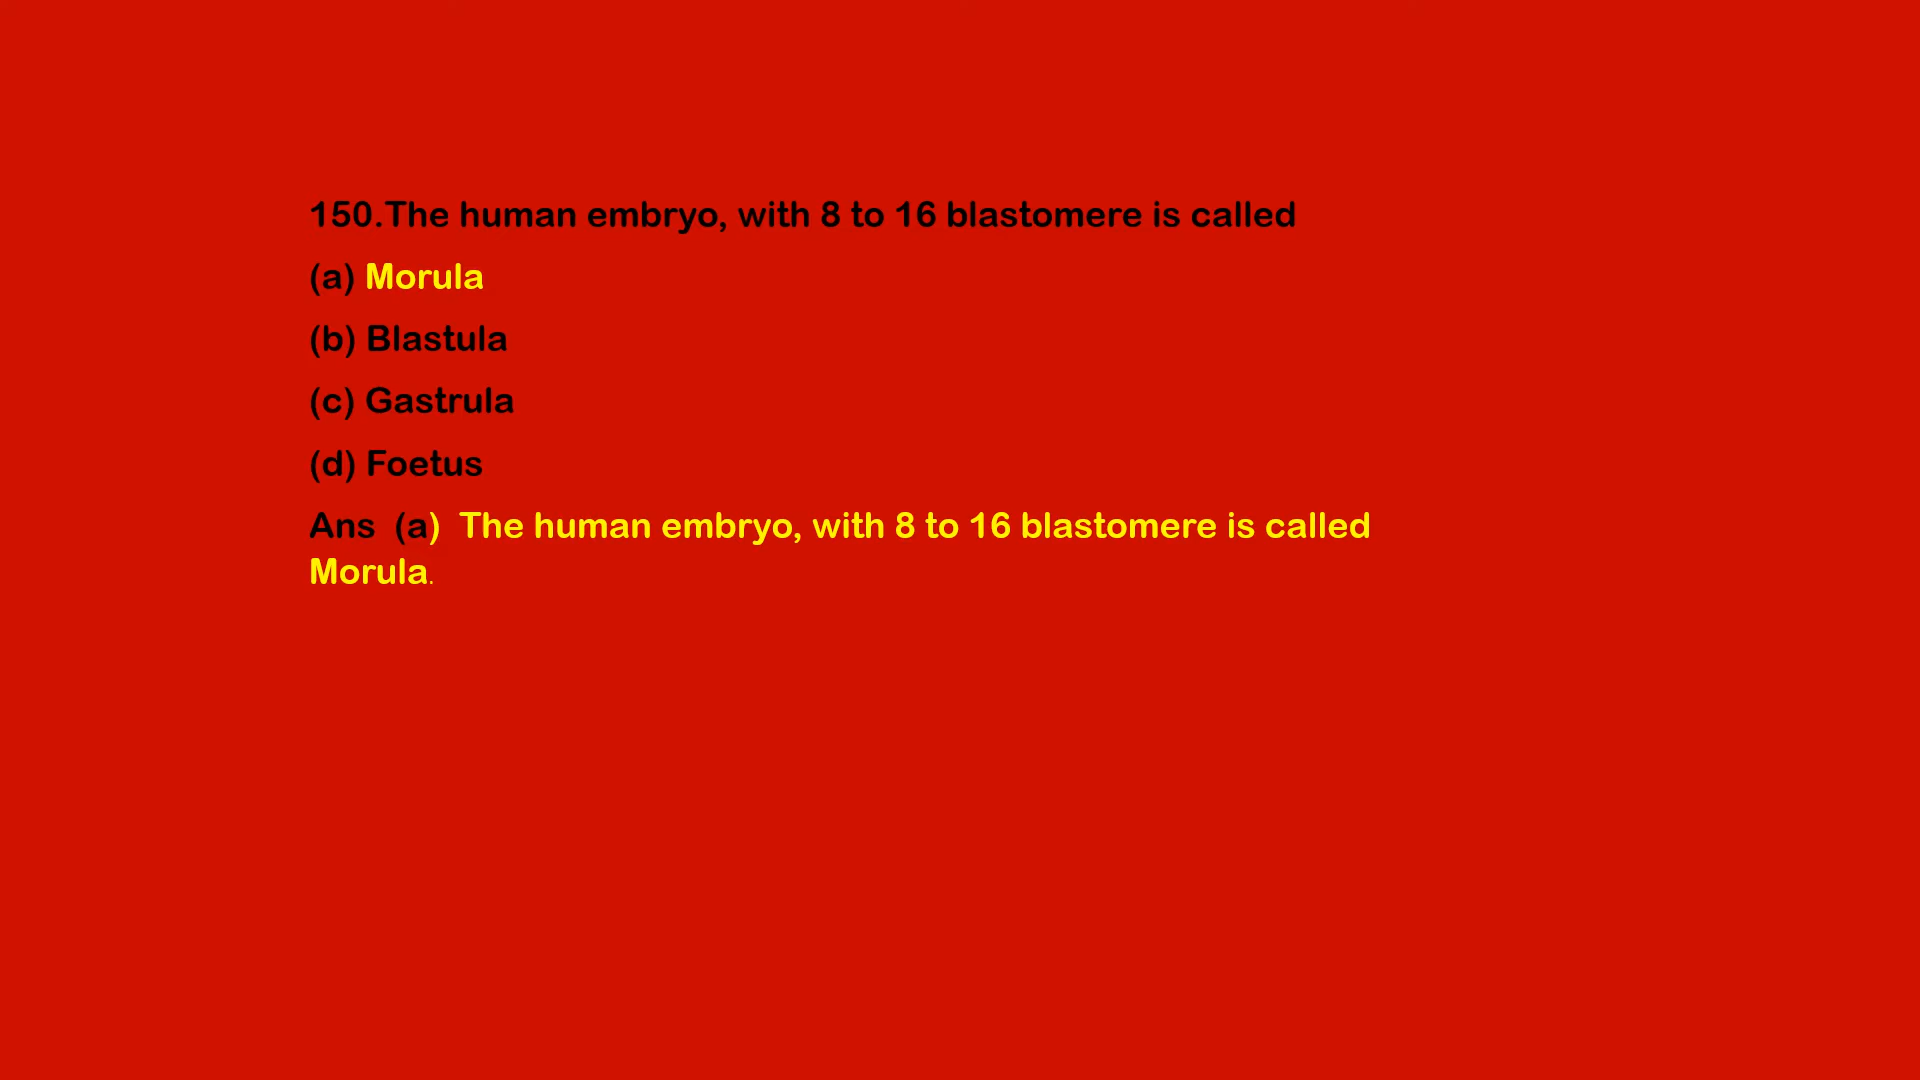 150.The human embryo, with 8 to 16 blastomere is called
(a) Morula
(b) Blastula
(c) Gastrula
(d) Foetus
Ans  (a)  The human embryo, with 8 to 16 blastomere is called
Morula.